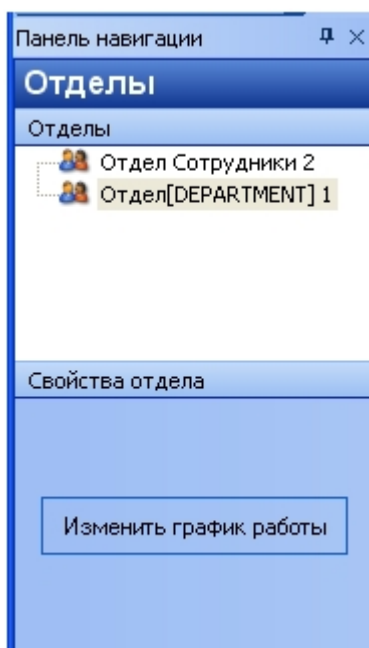 Панель навигации
Отделы
Отделы
Отдел Сотрудники 2
Отдел[DEPARTMENT] 1
Свойства отдела
Изменить график работы